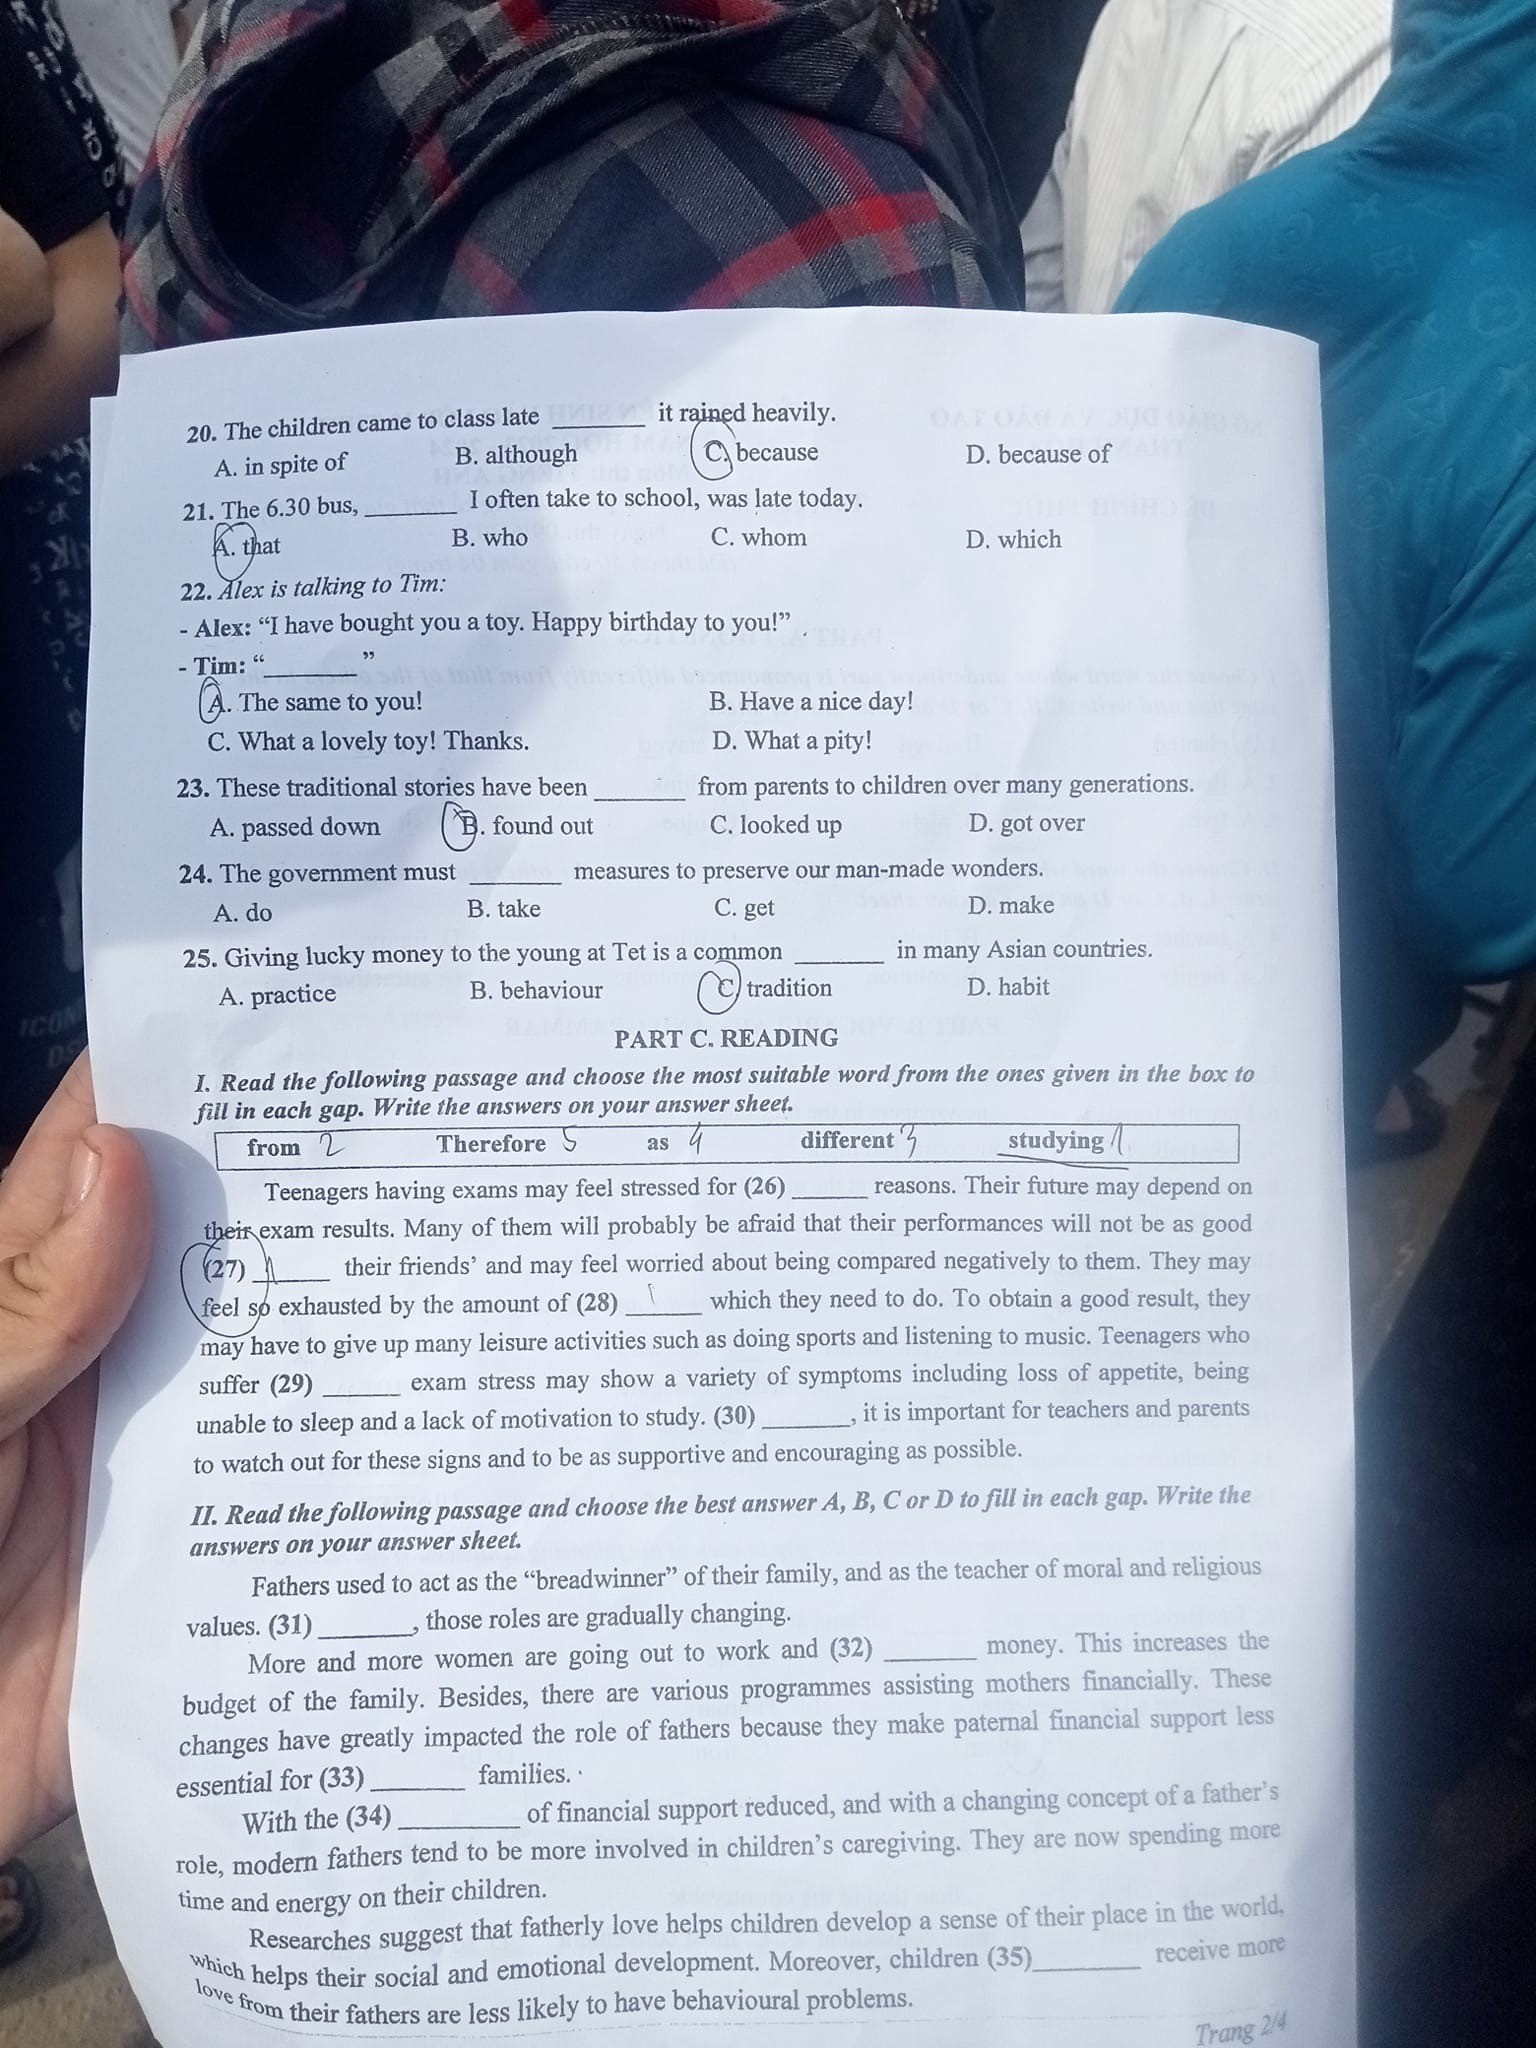 20. The children came to class late ________ it rained heavily.
A. in spite of B. although C. because D. because of
21. The 6.30 bus, ________ I often take to school, was late today.
A. that B. who C. whom D. which
22. Alex is talking to Tim:
- Alex: “I have bought you a toy. Happy birthday to you!”
- Tim: “________”
A. The same to you! B. Have a nice day!
C. What a lovely toy! Thanks. D. What a pity!
23. These traditional stories have been ________ from parents to children over many generations.
A. passed down B. found out C. looked up D. got over
24. The government must ________ measures to preserve our man-made wonders.
A. do B. take C. get D. make
25. Giving lucky money to the young at Tet is a common ________ in many Asian countries.
A. practice B. behaviour C. tradition D. habit
PART C. READING
I. Read the following passage and choose the most suitable word from the ones given in the box to
fill in each gap. Write the answers on your answer sheet.
from 2 Therefore 5 as 4 different 3 studying 1
Teenagers having exams may feel stressed for (26) _______ reasons. Their future may depend on
their exam results. Many of them will probably be afraid that their performances will not be as good
(27) _______ their friends’ and may feel worried about being compared negatively to them. They may
feel so exhausted by the amount of (28) _______ which they need to do. To obtain a good result, they
may have to give up many leisure activities such as doing sports and listening to music. Teenagers who
suffer (29) _______ exam stress may show a variety of symptoms including loss of appetite, being
unable to sleep and a lack of motivation to study. (30) ________, it is important for teachers and parents
to watch out for these signs and to be as supportive and encouraging as possible.
II. Read the following passage and choose the best answer A, B, C or D to fill in each gap. Write the
answers on your answer sheet.
Fathers used to act as the “breadwinner” of their family, and as the teacher of moral and religious
values. (31) ________, those roles are gradually changing.
More and more women are going out to work and (32) ________ money. This increases the
budget of the family. Besides, there are various programmes assisting mothers financially. These
changes have greatly impacted the role of fathers because they make paternal financial support less
essential for (33) ________ families.
With the (34) __________ of financial support reduced, and with a changing concept of a father’s
role, modern fathers tend to be more involved in children’s caregiving. They are now spending more
time and energy on their children.
Researches suggest that fatherly love helps children develop a sense of their place in the world,
which helps their social and emotional development. Moreover, children (35)_________ receive more
love from their fathers are less likely to have behavioural problems.
Trang 2/4